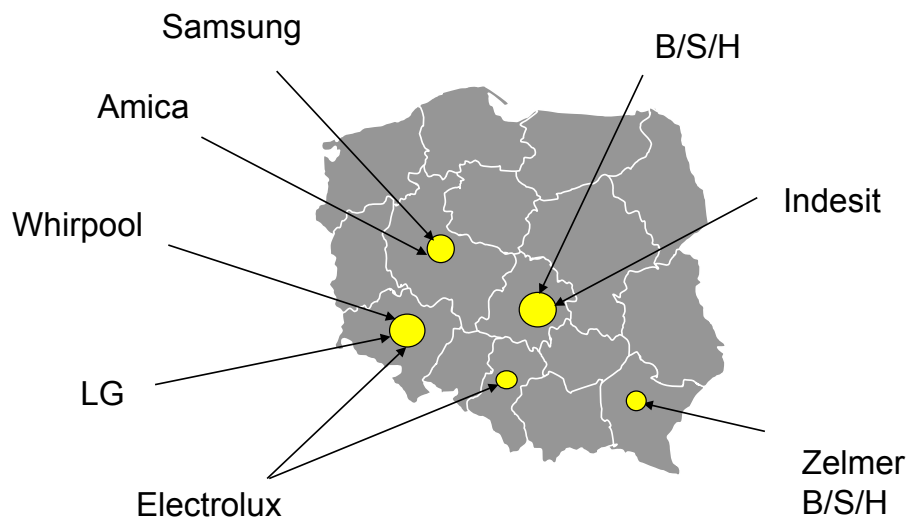 Samsung
B/S/H
Amica
Indesit
Whirpool
LG
Electrolux
Zelmer
B/S/H